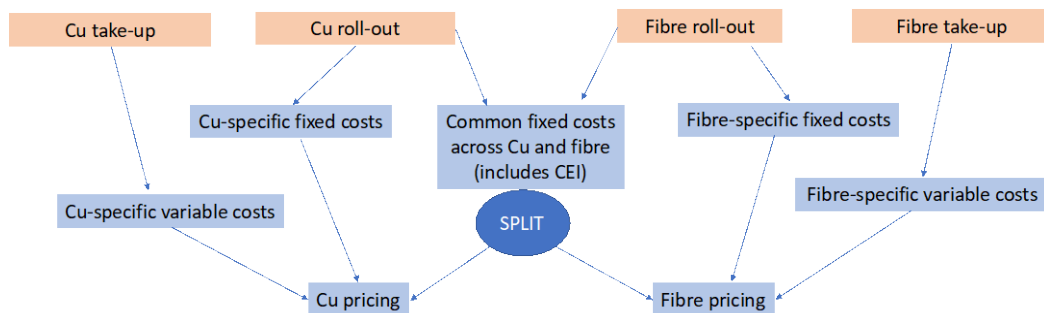 Cu take-up
Cu roll-out
Fibre roll-out
Fibre take-up
Cu-specific fixed costs
Common fixed costs
across Cu and fibre
(includes CEI)
Fibre-specific fixed costs
Cu-specific variable costs
Fibre-specific variable costs
SPLIT
Cu pricing
Fibre pricing